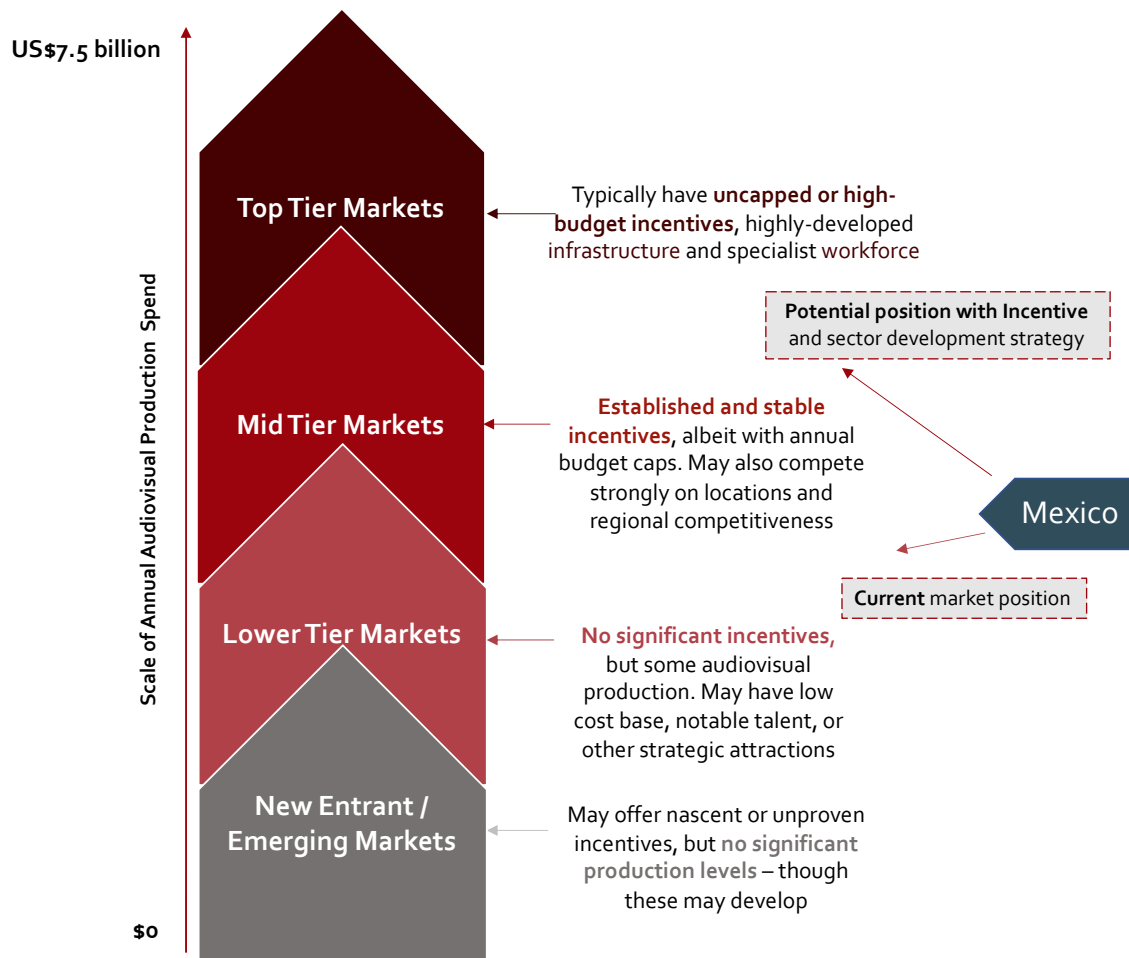 US$7.5 billion
Scale of Annual Audiovisual Production Spend
$0
Top Tier Markets
Typically have uncapped or high-
budget incentives, highly-developed
infrastructure and specialist workforce
Potential position with Incentive
and sector development strategy
Mid Tier Markets
Established and stable
incentives, albeit with annual
budget caps. May also compete
strongly on locations and
regional competitiveness
Mexico
Current market position
Lower Tier Markets
No significant incentives,
but some audiovisual
production. May have low
cost base, notable talent, or
other strategic attractions
New Entrant /
Emerging Markets
May offer nascent or unproven
incentives, but no significant
production levels – though
these may develop